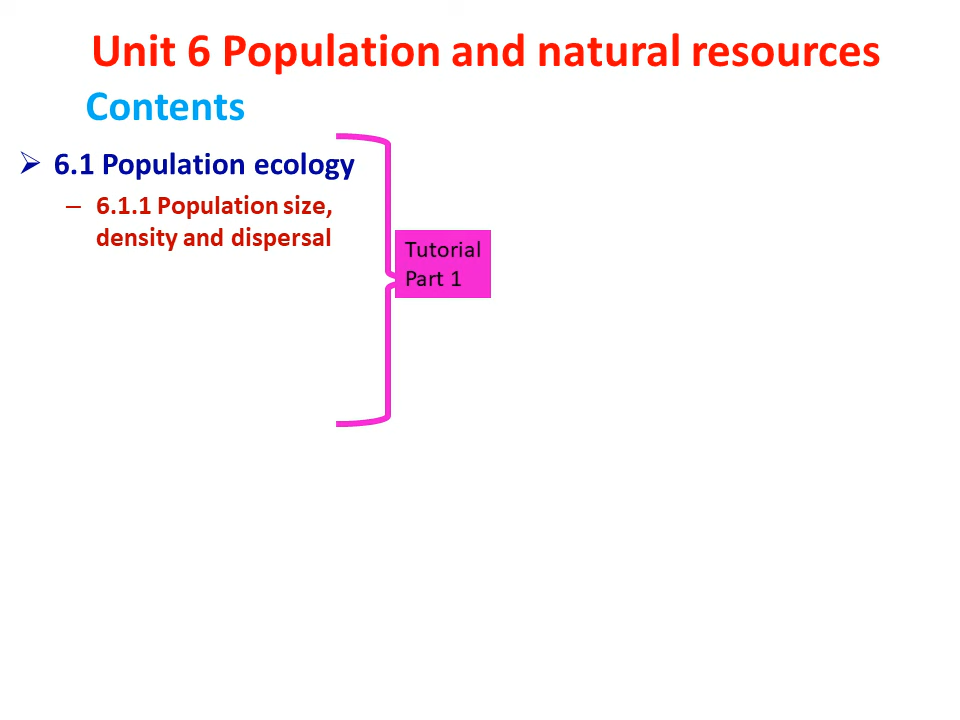 Unit 6 Population and natural resources
Contents
➢ 6.1 Population ecology
– 6.1.1 Population size,
density and dispersal
Tutorial
Part 1